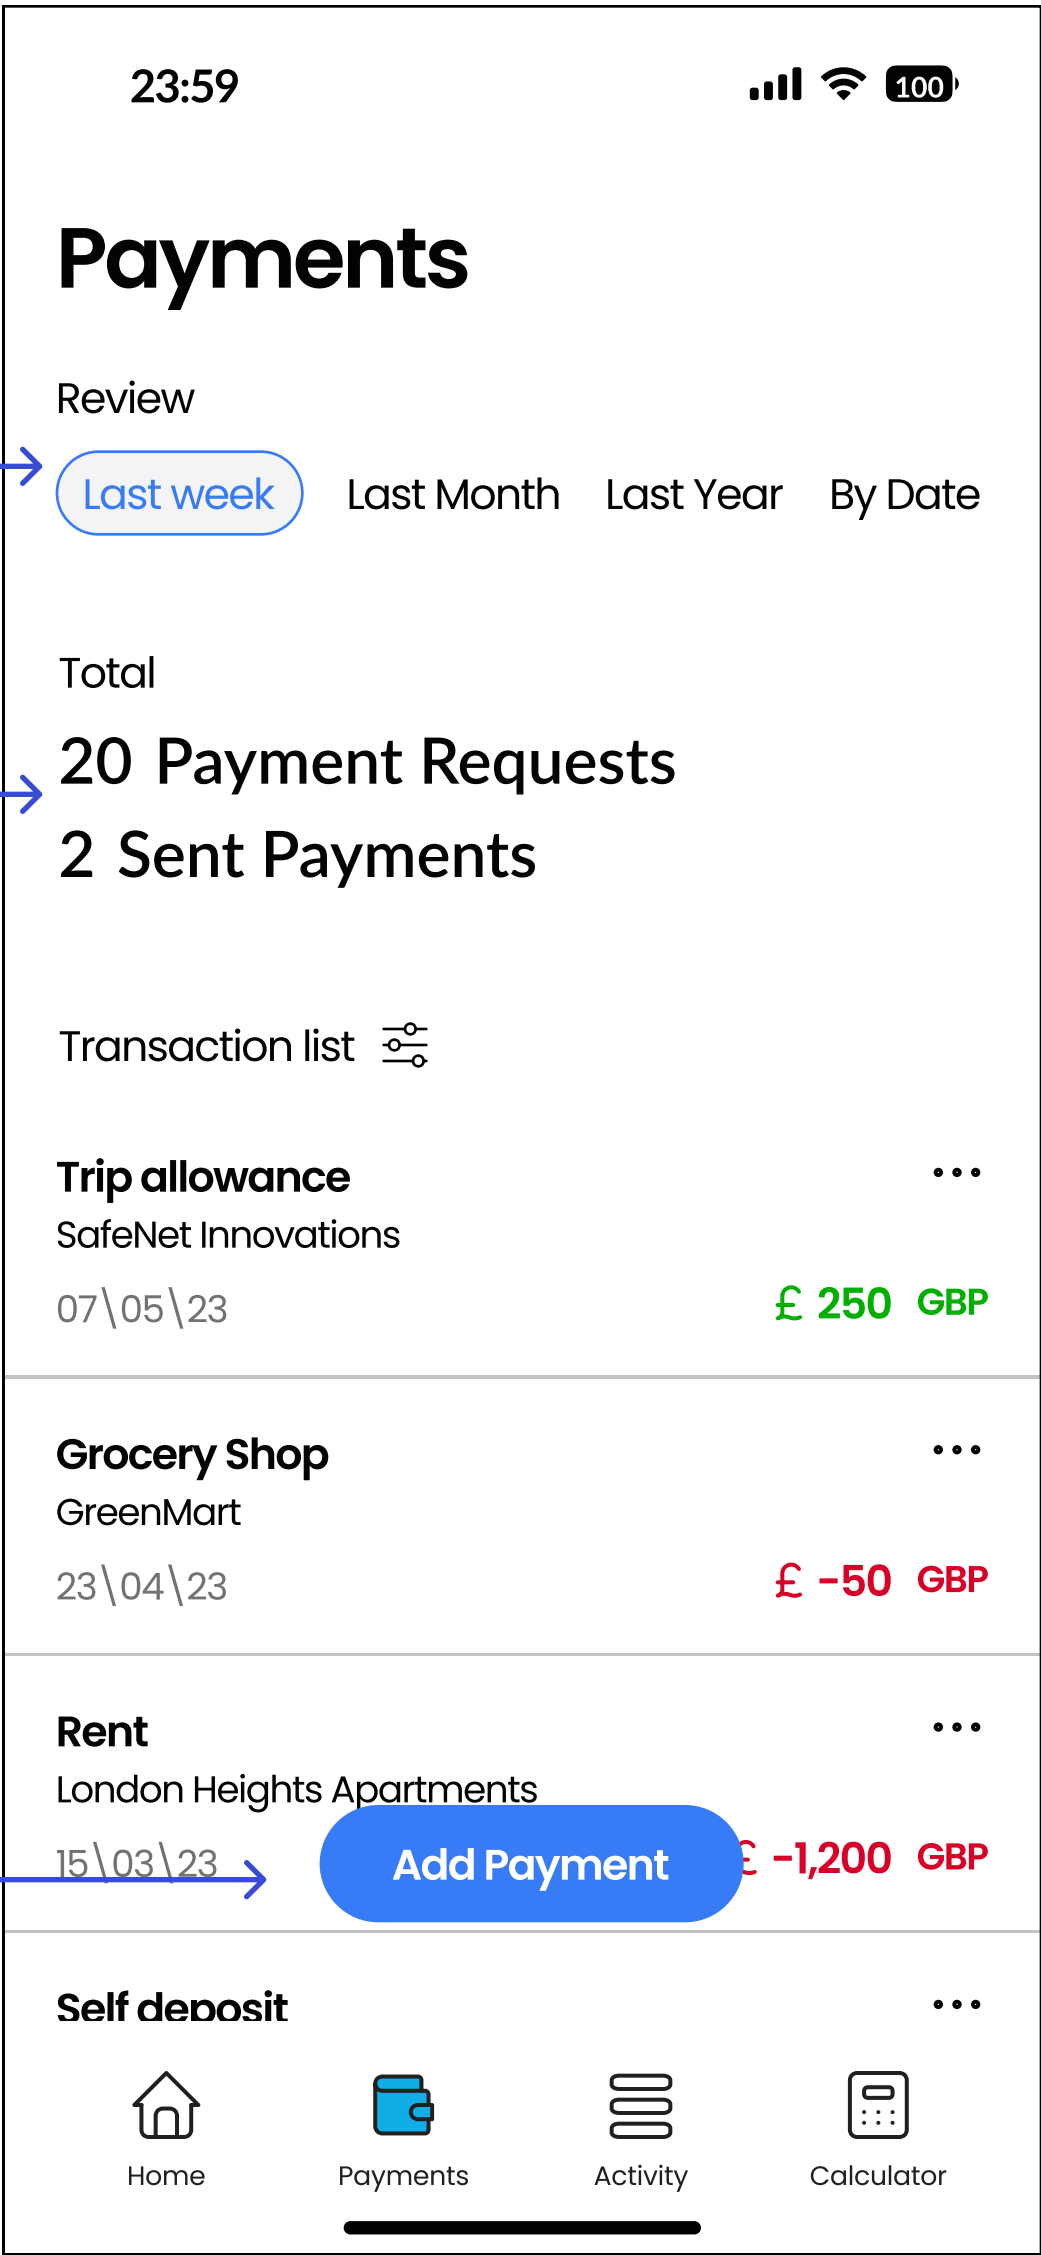 23:59 100
Payments
Review
Last week Last Month Last Year By Date
Total
20 Payment Requests
2 Sent Payments
Transaction list
Trip allowance
SafeNet Innovations
07\05\23 £ 250 GBP
Grocery Shop
GreenMart
23\04\23 £ -50 GBP
Rent
London Heights Apartments
15\03\23 £ -1,200 GBP
Add Payment
Self deposit
Home Payments Activity Calculator